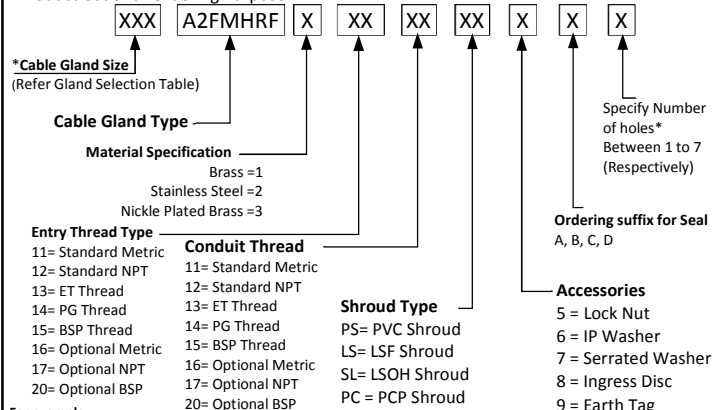 XXX A2FMHRF X XX XX XX X X X
*Cable Gland Size
(Refer Gland Selection Table)
Cable Gland Type
Material Specification
Brass =1
Stainless Steel =2
Nickle Plated Brass =3
Entry Thread Type
11= Standard Metric
12= Standard NPT
13= ET Thread
14= PG Thread
15= BSP Thread
16= Optional Metric
17= Optional NPT
20= Optional BSP
Conduit Thread
11= Standard Metric
12= Standard NPT
13= ET Thread
14= PG Thread
15= BSP Thread
16= Optional Metric
17= Optional NPT
20= Optional BSP
Shroud Type
PS= PVC Shroud
LS= LSF Shroud
SL= LSOH Shroud
PC = PCP Shroud
Accessories
5 = Lock Nut
6 = IP Washer
7 = Serrated Washer
8 = Ingress Disc
9 = Earth Tag
Ordering suffix for Seal
A, B, C, D
Specify Number
of holes*
Between 1 to 7
(Respectively)